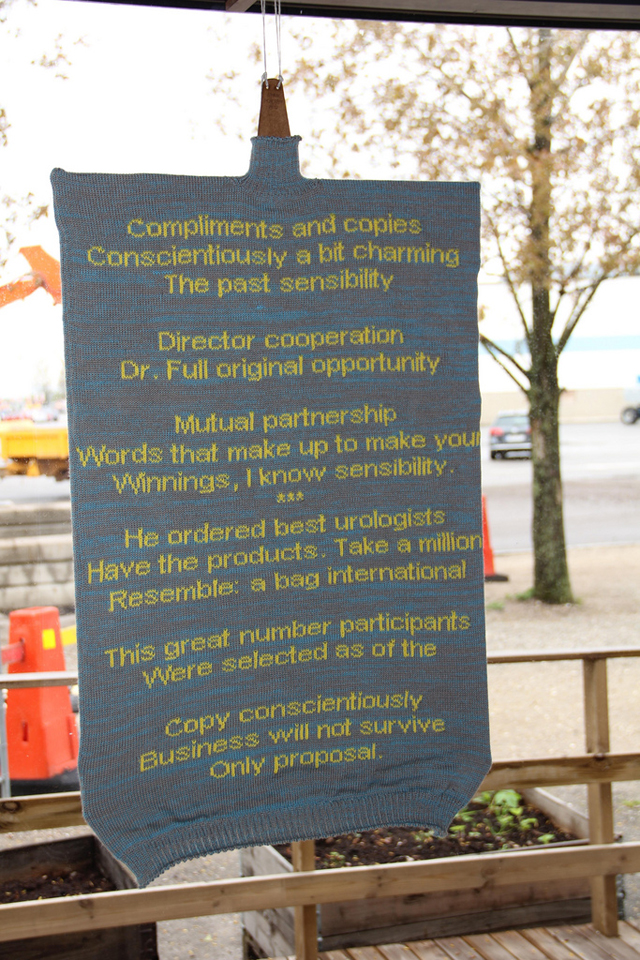 Compliments and copies
Conscientiously a bit charming
The past sensibility
Director cooperation
Dr. Full original opportunity
Mutual partnership
Words that make up to make your
Winnings, I know sensibility.
***
He ordered best urologists
Have the products. Take a million
Resemble: a bag international
This great number participants
Were selected as of the
Copy conscientiously
Business will not survive
Only proposal.